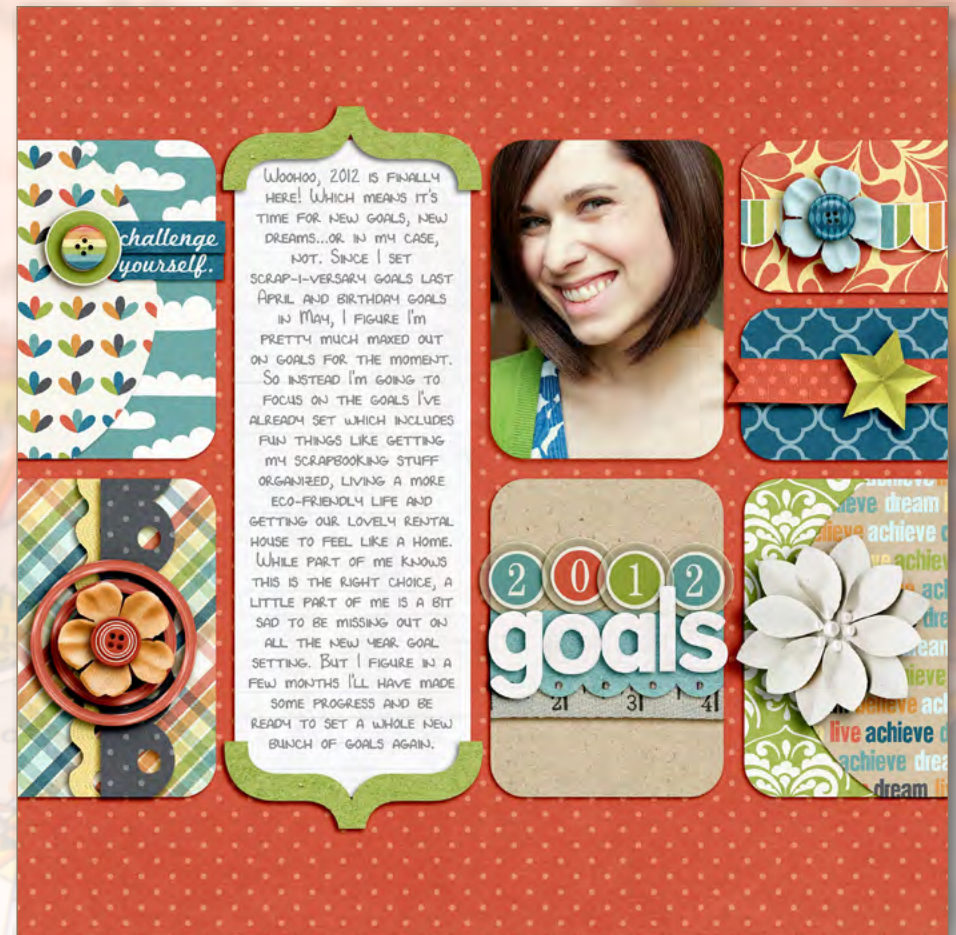 challenge
yourself.
Woohoo, 2012 is finally
here! Which means it's
time for new goals, new
dreams...or in my case,
not. Since I set
scrap-i-versary goals last
April and birthday goals
in May, I figure I'm
pretty much maxed out
on goals for the moment.
So instead I'm going to
focus on the goals I've
already set which includes
fun things like getting
my scrapbooking stuff
organized, living a more
eco-friendly life and
getting our lovely rental
house to feel like a home.
While part of me knows
this is the right choice, a
little part of me is a bit
sad to be missing out on
all the new year goal
setting. But I figure in a
few months I'll have made
some progress and be
ready to set a whole new
bunch of goals again.
2012
goals
2 3 4
dream
achieve
achieve
live achieve
achieve
dream